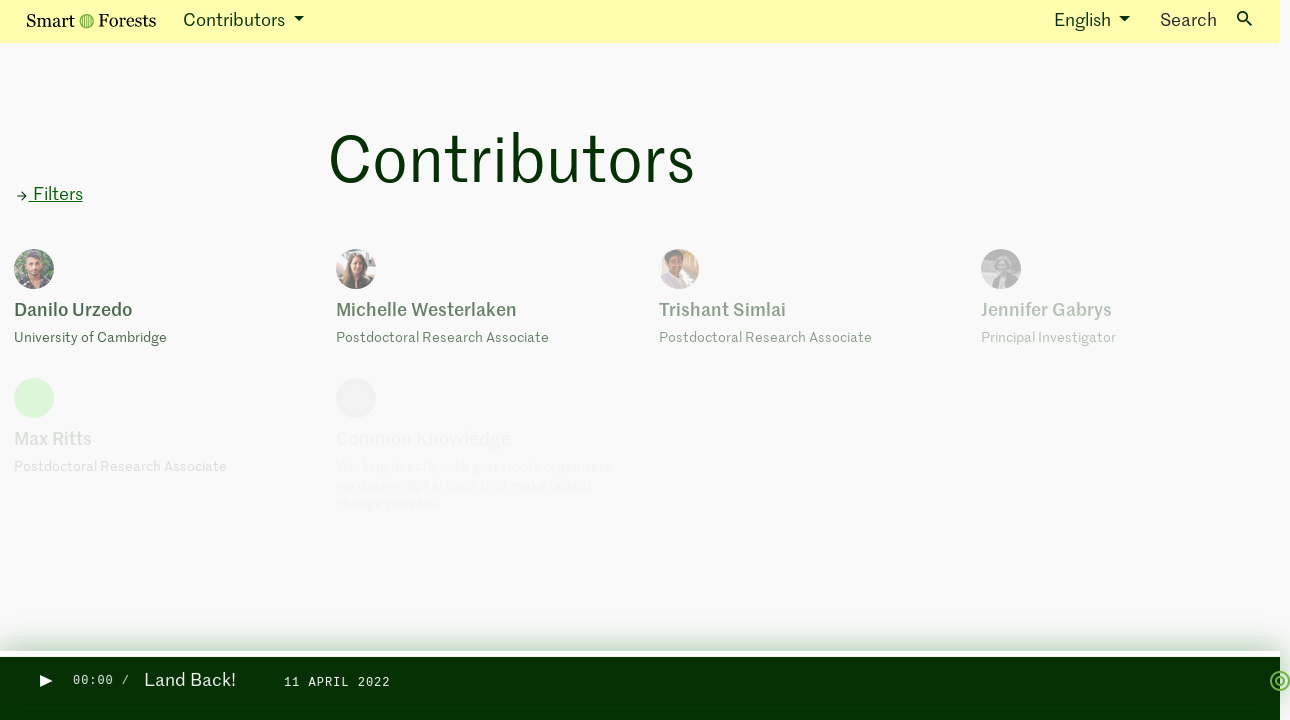 Smart Forests
Contributors
English
Search
Contributors
Filters
Danilo Urzedo
University of Cambridge
Michelle Westerlaken
Postdoctoral Research Associate
Trishant Simlai
Postdoctoral Research Associate
Jennifer Gabrys
Principal Investigator
Max Ritts
Postdoctoral Research Associate
Common Knowledge
Working directly with grassroots organisers,
we design digital tools that make radical
change possible.
00:00 /
Land Back!
11 APRIL 2022